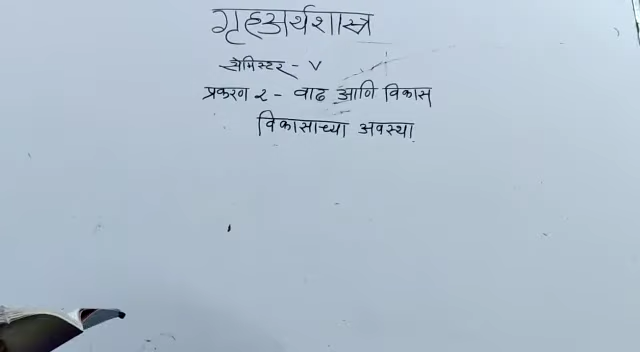 गृहअर्थशास्त्र
सेमिस्टर - V
प्रकरण २ - वाढ आणि विकास
विकासाच्या अवस्था